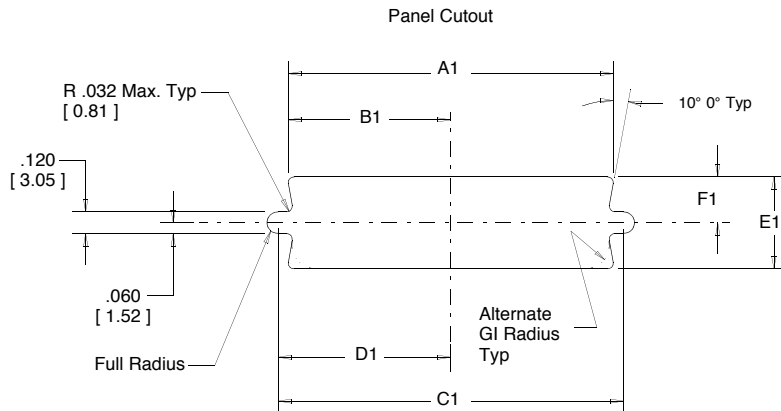 Panel Cutout
A1
R .032 Max. Typ
[ 0.81 ]
10° 0° Typ
B1
.120
[ 3.05 ]
F1
E1
.060
[ 1.52 ]
Alternate
GI Radius
Typ
Full Radius
D1
C1